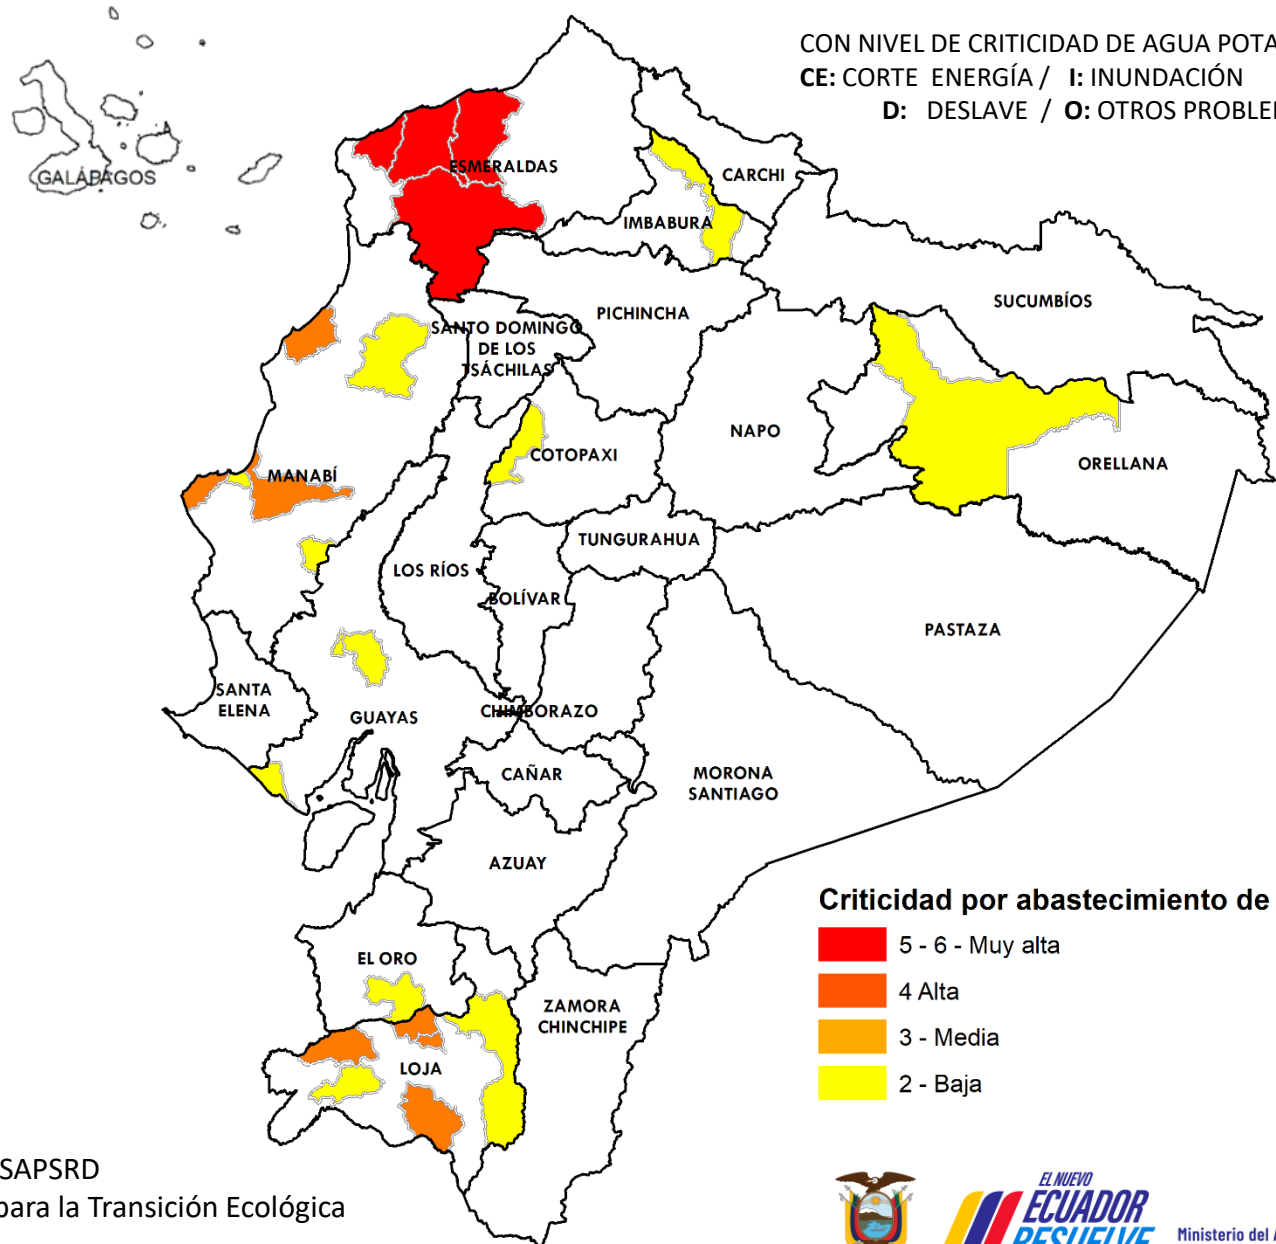 CON NIVEL DE CRITICIDAD DE AGUA POTA
CE: CORTE ENERGÍA / I: INUNDACIÓN
D: DESLAVE / O: OTROS PROBLE
GALÁPAGOS
ESMERALDAS
CARCHI
IMBABURA
SUCUMBÍOS
PICHINCHA
SANTO DOMINGO
DE LOS
TSÁCHILAS
NAPO
COTOPAXI
ORELLANA
MANABÍ
TUNGURAHUA
LOS RÍOS
BOLÍVAR
PASTAZA
SANTA
ELENA
GUAYAS
CHIMBORAZO
CAÑAR
MORONA
SANTIAGO
AZUAY
EL ORO
ZAMORA
CHINCHIPE
LOJA
Criticidad por abastecimiento de
5 - 6 - Muy alta
4 Alta
3 - Media
2 - Baja
SAPSRD
para la Transición Ecológica
EL NUEVO
ECUADOR
RESUELVE
Ministerio del A